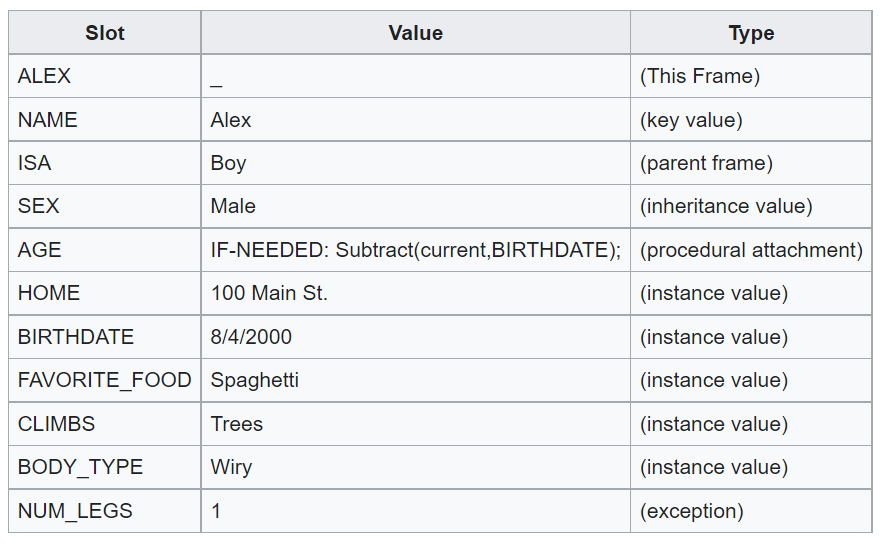 Slot Value Type
ALEX _ (This Frame)
NAME Alex (key value)
ISA Boy (parent frame)
SEX Male (inheritance value)
AGE IF-NEEDED: Subtract(current,BIRTHDATE); (procedural attachment)
HOME 100 Main St. (instance value)
BIRTHDATE 8/4/2000 (instance value)
FAVORITE_FOOD Spaghetti (instance value)
CLIMBS Trees (instance value)
BODY_TYPE Wiry (instance value)
NUM_LEGS 1 (exception)